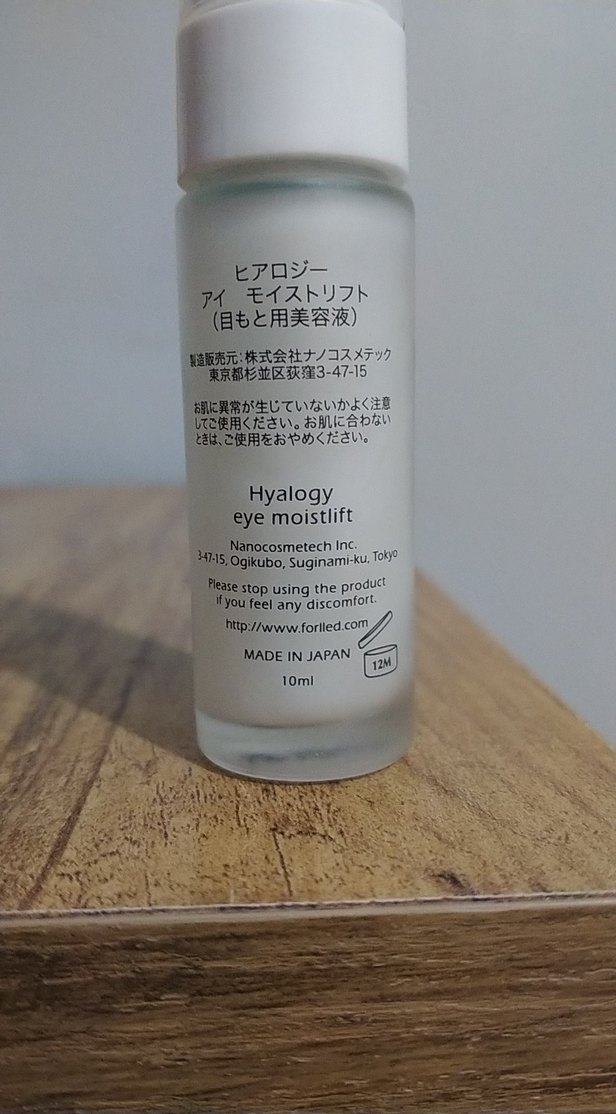 ヒアロジー
アイ　モイストリフト
（目もと用美容液）
製造販売元：株式会社ナノコスメテック
東京都杉並区荻窪3-47-15
お肌に異常が生じていないかよく注意
してご使用ください。お肌に合わない
ときは、ご使用をおやめください。
Hyalogy
eye moistlift
Nanocosmetech Inc.
3-47-15, Ogikubo, Suginami-ku, Tokyo
Please stop using the product
if you feel any discomfort.
http://www.forlled.com
MADE IN JAPAN
12M
10ml